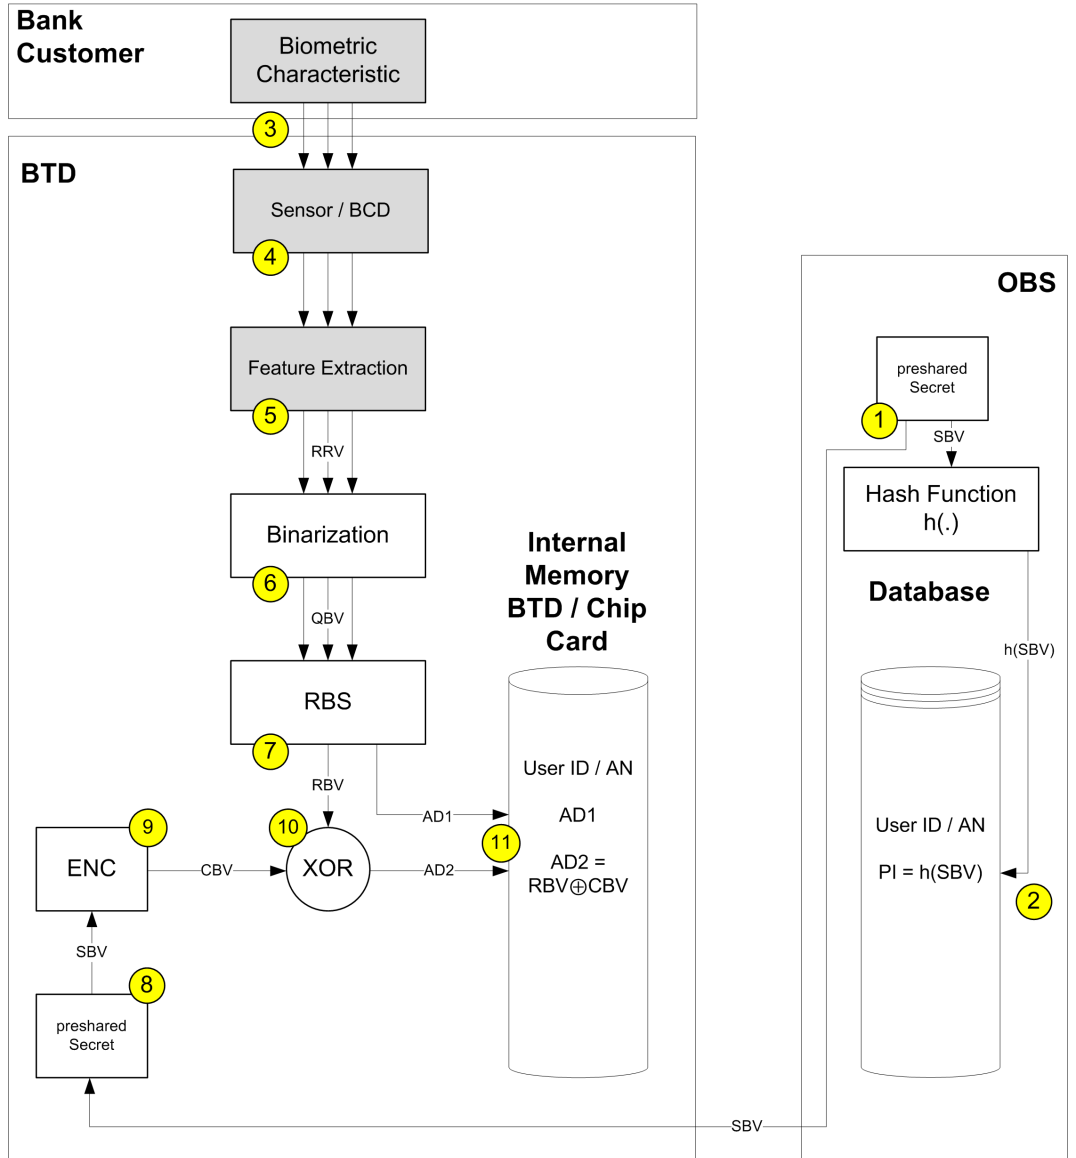 Bank
Customer
Biometric
Characteristic
3
BTD
Sensor / BCD
4
Feature Extraction
5
RRV
Binarization
6
QBV
RBS
7
RBV
AD1
9
ENC
CBV
10
XOR
AD2
11
SBV
8
preshared
Secret
Internal
Memory
BTD / Chip
Card
User ID / AN
AD1
AD2 =
RBV⊕CBV
SBV
OBS
preshared
Secret
1
SBV
Hash Function
h(.)
Database
h(SBV)
User ID / AN
PI = h(SBV)
2